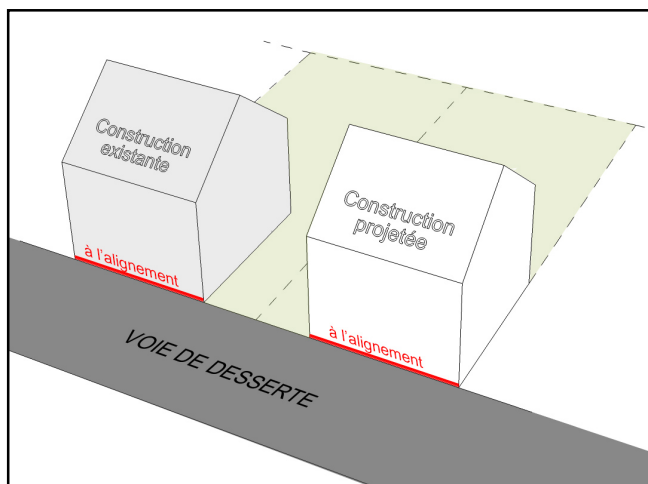 Construction
existante
à l'alignement
Construction
projetée
à l'alignement
VOIE DE DESSERTE